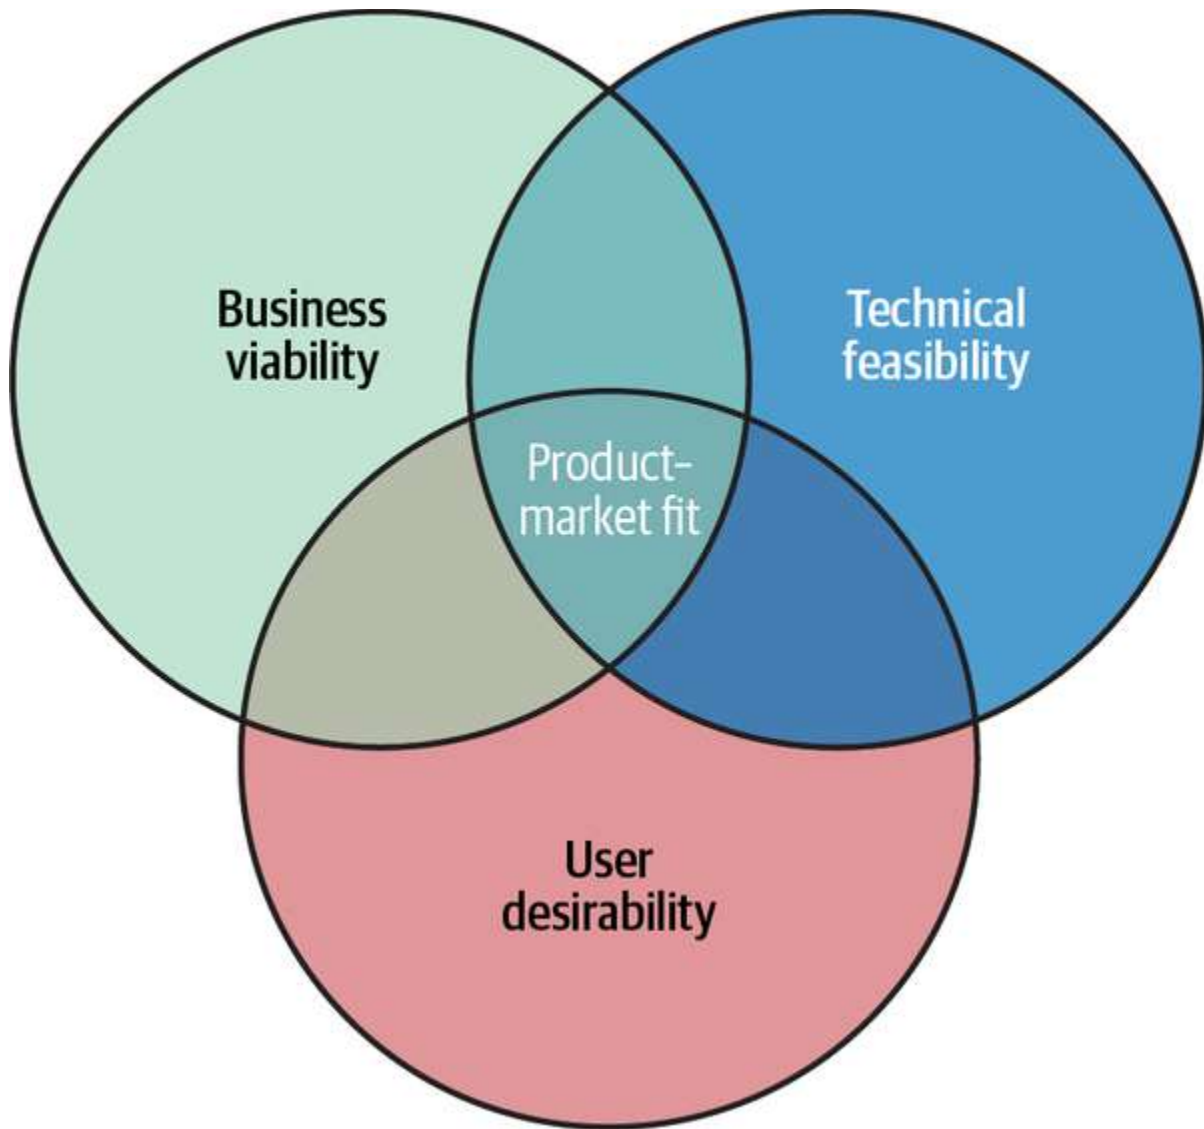 Business
viability
Technical
feasibility
Product–
market fit
User
desirability